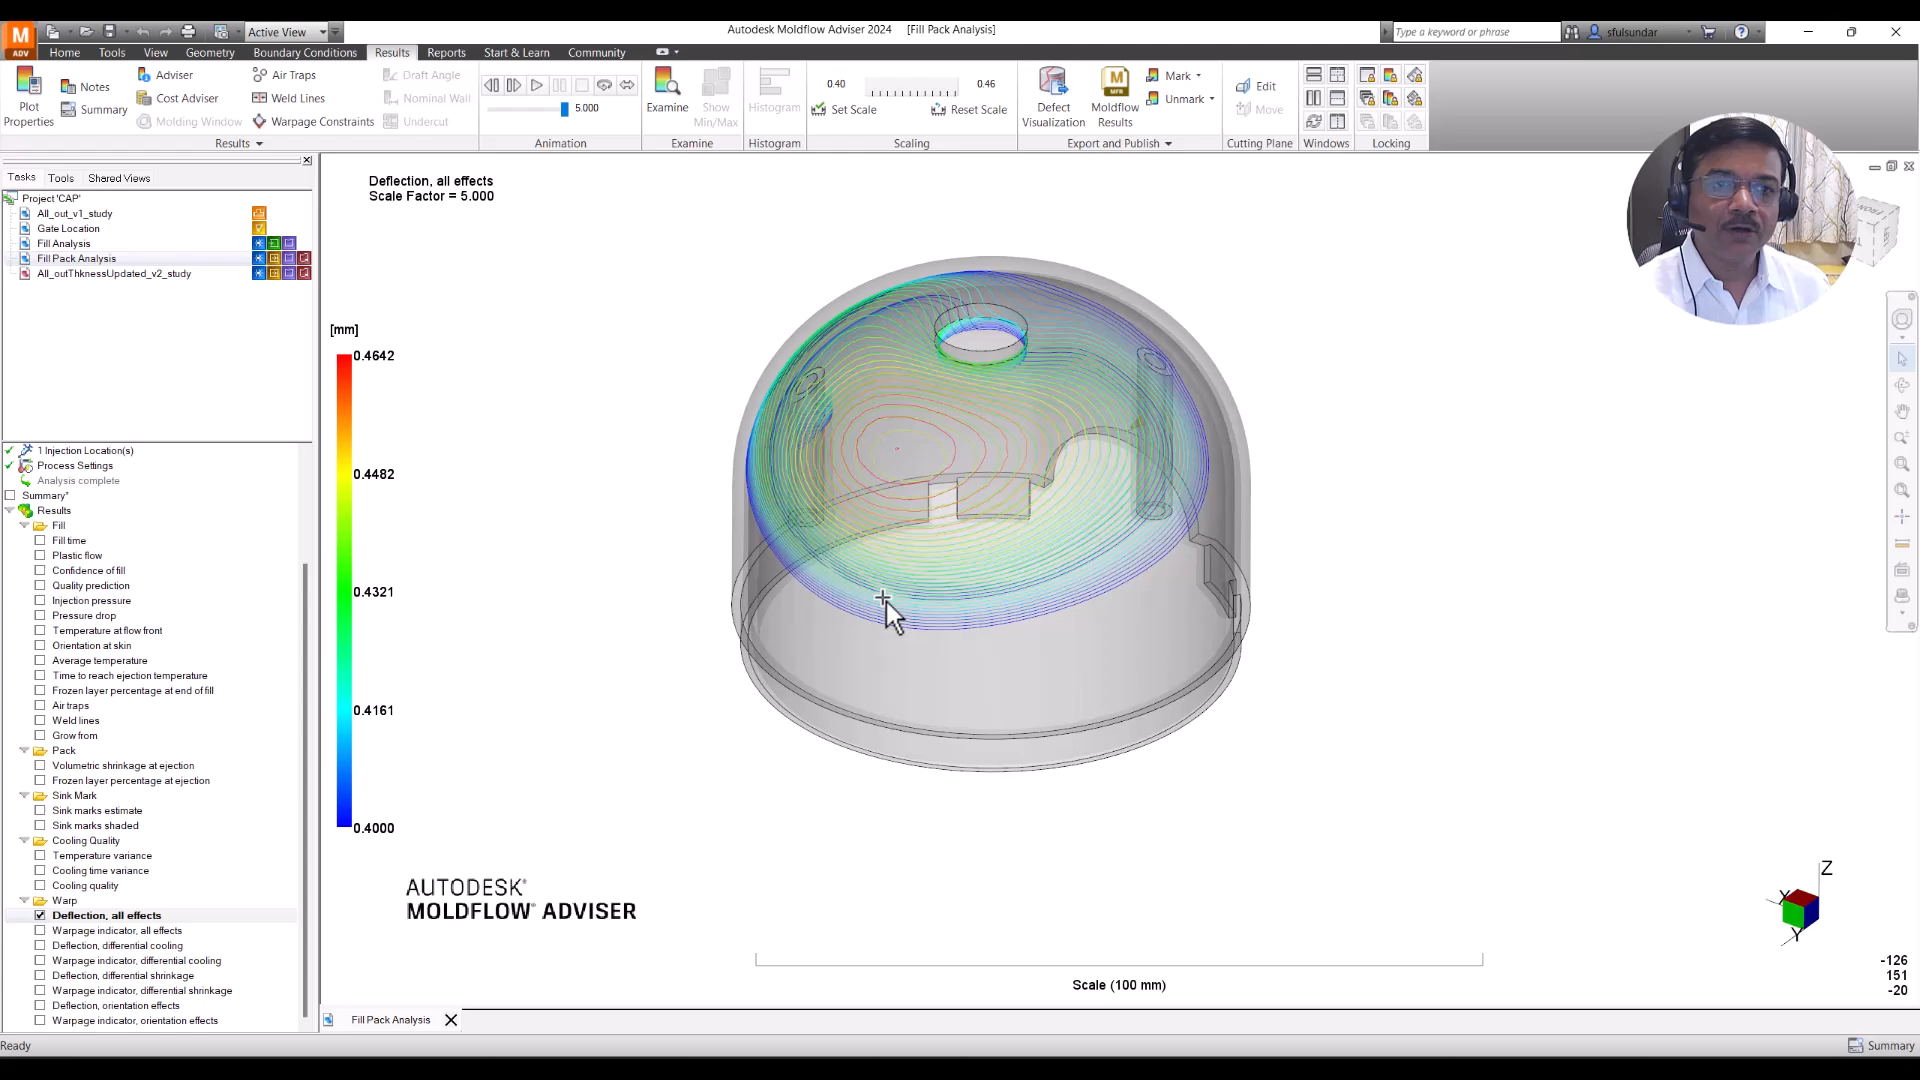 Active View
Autodesk Moldflow Adviser 2024 [Fill Pack Analysis]
Type a keyword or phrase
sfulsundar
M
ADV
Home Tools View Geometry Boundary Conditions Results Reports Start & Learn Community
Plot
Properties
Notes
Summary
Adviser
Cost Adviser
Molding Window
Air Traps
Weld Lines
Warpage Constraints
Draft Angle
Nominal Wall
Undercut
Results
5.000
Animation
Examine
Show
Min/Max
Examine
Histogram
Histogram
0.40 0.46
Set Scale Reset Scale
Scaling
Defect
Visualization
Moldflow
Results
Mark
Unmark
Export and Publish
Edit
Move
Cutting Plane
Windows
Locking
Tasks Tools Shared Views
Project 'CAP'
All_out_v1_study
Gate Location
Fill Analysis
Fill Pack Analysis
All_outThknessUpdated_v2_study
1 Injection Location(s)
Process Settings
Analysis complete
Summary*
Results
Fill
Fill time
Plastic flow
Confidence of fill
Quality prediction
Injection pressure
Pressure drop
Temperature at flow front
Orientation at skin
Average temperature
Time to reach ejection temperature
Frozen layer percentage at end of fill
Air traps
Weld lines
Grow from
Pack
Volumetric shrinkage at ejection
Frozen layer percentage at ejection
Sink Mark
Sink marks estimate
Sink marks shaded
Cooling Quality
Temperature variance
Cooling time variance
Cooling quality
Warp
Deflection, all effects
Warpage indicator, all effects
Deflection, differential cooling
Warpage indicator, differential cooling
Deflection, differential shrinkage
Warpage indicator, differential shrinkage
Deflection, orientation effects
Warpage indicator, orientation effects
Deflection, all effects
Scale Factor = 5.000
[mm]
0.4642
0.4482
0.4321
0.4161
0.4000
AUTODESK®
MOLDFLOW® ADVISER
Scale (100 mm)
FRONT
Z
X
Y
-126
151
-20
Fill Pack Analysis
Ready
Summary